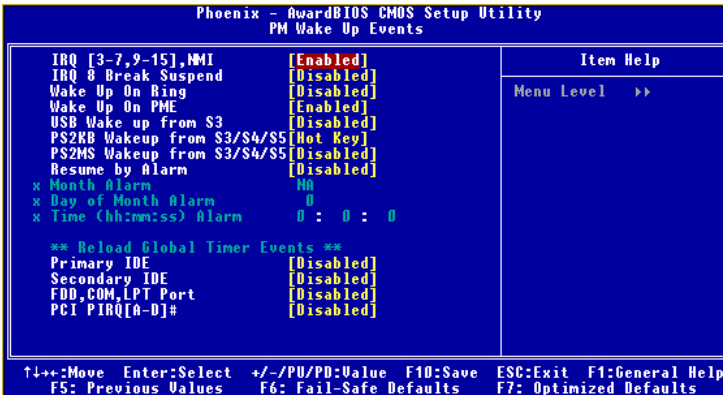 Phoenix - AwardBIOS CMOS Setup Utility
PM Wake Up Events
IRQ [3-7,9-15],NMI [Enabled]
IRQ 8 Break Suspend [Disabled]
Wake Up On Ring [Disabled]
Wake Up On PME [Enabled]
USB Wake up from S3 [Disabled]
PS2KB Wakeup from S3/S4/S5[Hot Key]
PS2MS Wakeup from S3/S4/S5[Disabled]
Resume by Alarm [Disabled]
x Month Alarm NA
x Day of Month Alarm 0
x Time (hh:mm:ss) Alarm 0 : 0 : 0
** Reload Global Timer Events **
Primary IDE [Disabled]
Secondary IDE [Disabled]
FDD,COM,LPT Port [Disabled]
PCI PIRQ[A-D]# [Disabled]
Item Help
Menu Level ►►
↑↓→←:Move Enter:Select +/-/PU/PD:Value F10:Save ESC:Exit F1:General Help
F5: Previous Values F6: Fail-Safe Defaults F7: Optimized Defaults